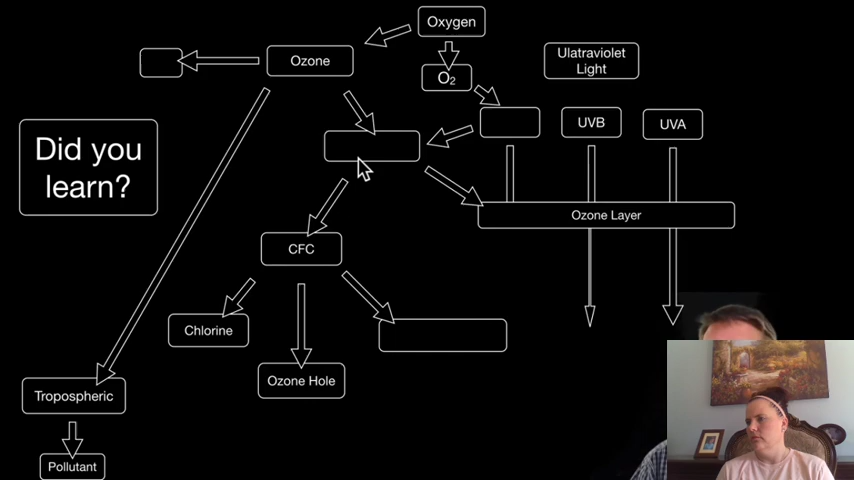 Oxygen
Ozone
O₂
Ulatraviolet
Light
UVB
UVA
Did you
learn?
Ozone Layer
CFC
Chlorine
Ozone Hole
Tropospheric
Pollutant